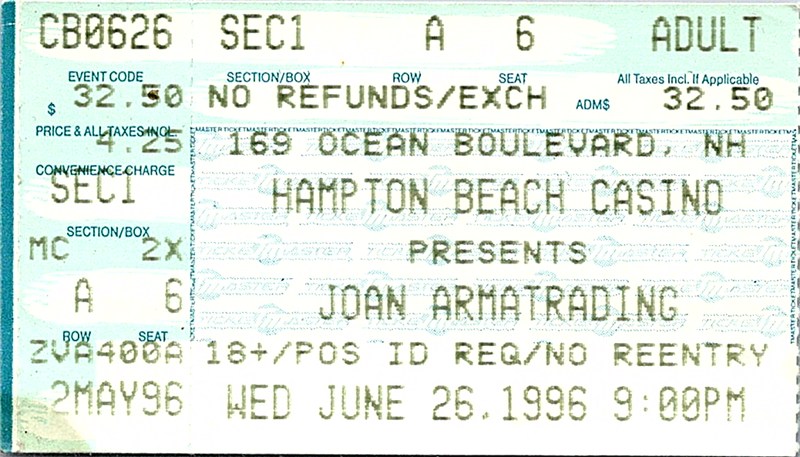 CB0626 SEC1 A 6 ADULT
EVENT CODE SECTION/BOX ROW SEAT All Taxes Incl. If Applicable
$ 32.50 NO REFUNDS/EXCH ADM$ 32.50
PRICE & ALL TAXES INCL.
4.25 169 OCEAN BOULEVARD, NH
CONVENIENCE CHARGE
SEC1 HAMPTON BEACH CASINO
SECTION/BOX
MC 2X PRESENTS
A 6 JOAN ARMATRADING
ROW SEAT
ZVA400A 18+/POS ID REQ/NO REENTRY
2MAY96 WED JUNE 26,1996 9:00PM